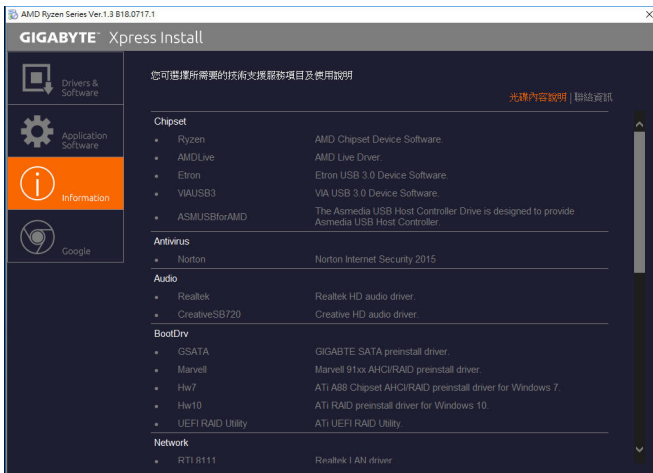 AMD Ryzen Series Ver.1.3 B18.0717.1
GIGABYTE™ Xpress Install
Drivers &
Software
Application
Software
Information
Google
您可選擇所需要的技術支援服務項目及使用說明
光碟內容說明 | 聯絡資訊
Chipset
• Ryzen AMD Chipset Device Software.
• AMDLive AMD Live Drver.
• Etron Etron USB 3.0 Device Software.
• VIAUSB3 VIA USB 3.0 Device Software.
• ASMUSBforAMD The Asmedia USB Host Controller Drive is designed to provide
Asmedia USB Host Controller.
Antivirus
• Norton Norton Internet Security 2015
Audio
• Realtek Realtek HD audio driver.
• CreativeSB720 Creative HD audio driver.
BootDrv
• GSATA GIGABTE SATA preinstall driver.
• Marvell Marvell 91xx AHCI/RAID preinstall driver.
• Hw7 ATi A88 Chipset AHCI/RAID preinstall driver for Windows 7.
• Hw10 ATi RAID preinstall driver for Windows 10.
• UEFI RAID Utility ATi UEFI RAID Utility.
Network
• RTL8111 Realtek LAN driver